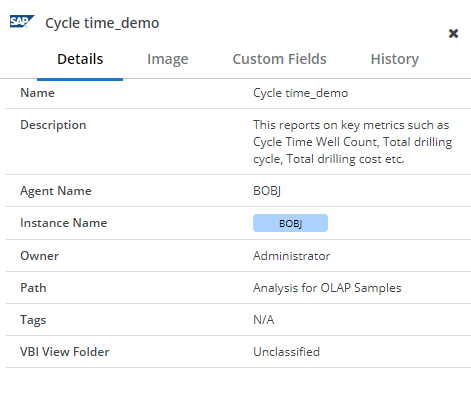 SAP Cycle time_demo
Details Image Custom Fields History
Name Cycle time_demo
Description This reports on key metrics such as
Cycle Time Well Count, Total drilling
cycle, Total drilling cost etc.
Agent Name BOBJ
Instance Name BOBJ
Owner Administrator
Path Analysis for OLAP Samples
Tags N/A
VBI View Folder Unclassified